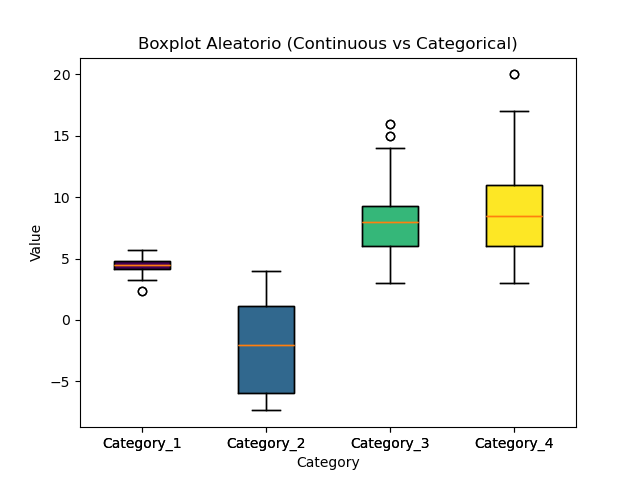 Boxplot Aleatorio (Continuous vs Categorical)
20
15
10
5
0
−5
Value
Category_1 Category_2 Category_3 Category_4
Category